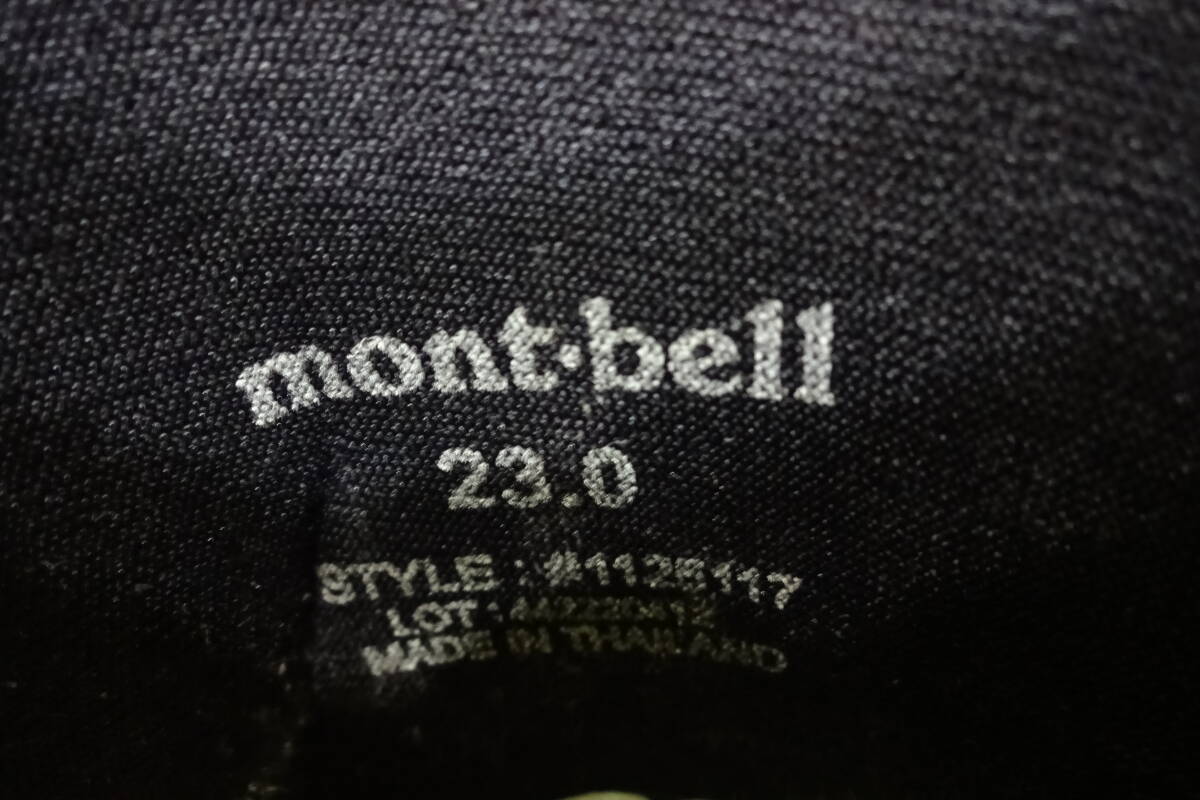 mont·bell
23.0
STYLE : #1125117
LOT :
MADE IN THAILAND